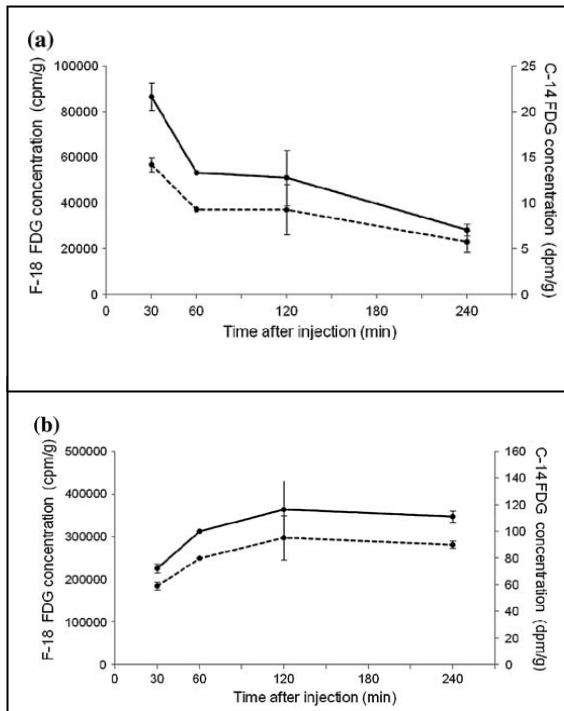 (a)
100000
80000
60000
40000
20000
0
F-18 FDG concentration (cpm/g)
25
20
15
10
5
0
C-14 FDG concentration (dpm/g)
0 30 60 120 180 240
Time after injection (min)
(b)
500000
400000
300000
200000
100000
0
F-18 FDG concentration (cpm/g)
160
140
120
100
80
60
40
20
0
C-14 FDG concentration (dpm/g)
0 30 60 120 180 240
Time after injection (min)